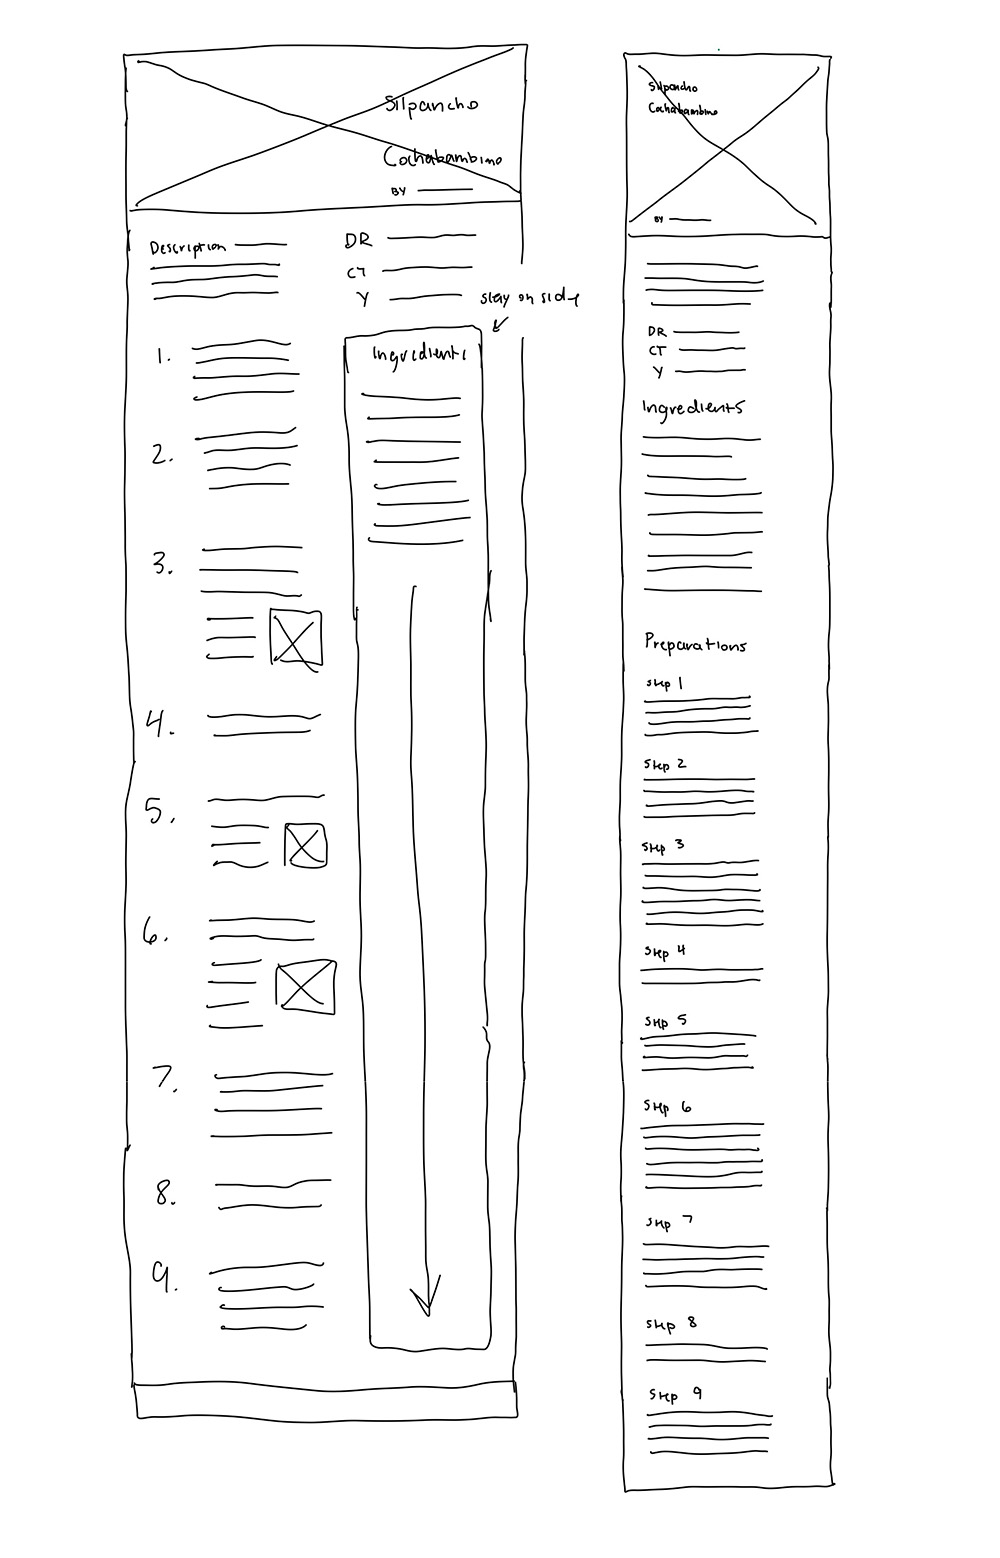 Silpancho
Cochabambino
BY
Description
DR
CT
Y
stay on side
Ingredients
1.
2.
3.
4.
5.
6.
7.
8.
9.
Silpancho
Cochabambino
BY
DR
CT
Y
Ingredients
Preparations
Step 1
Step 2
Step 3
Step 4
Step 5
Step 6
Step 7
Step 8
Step 9